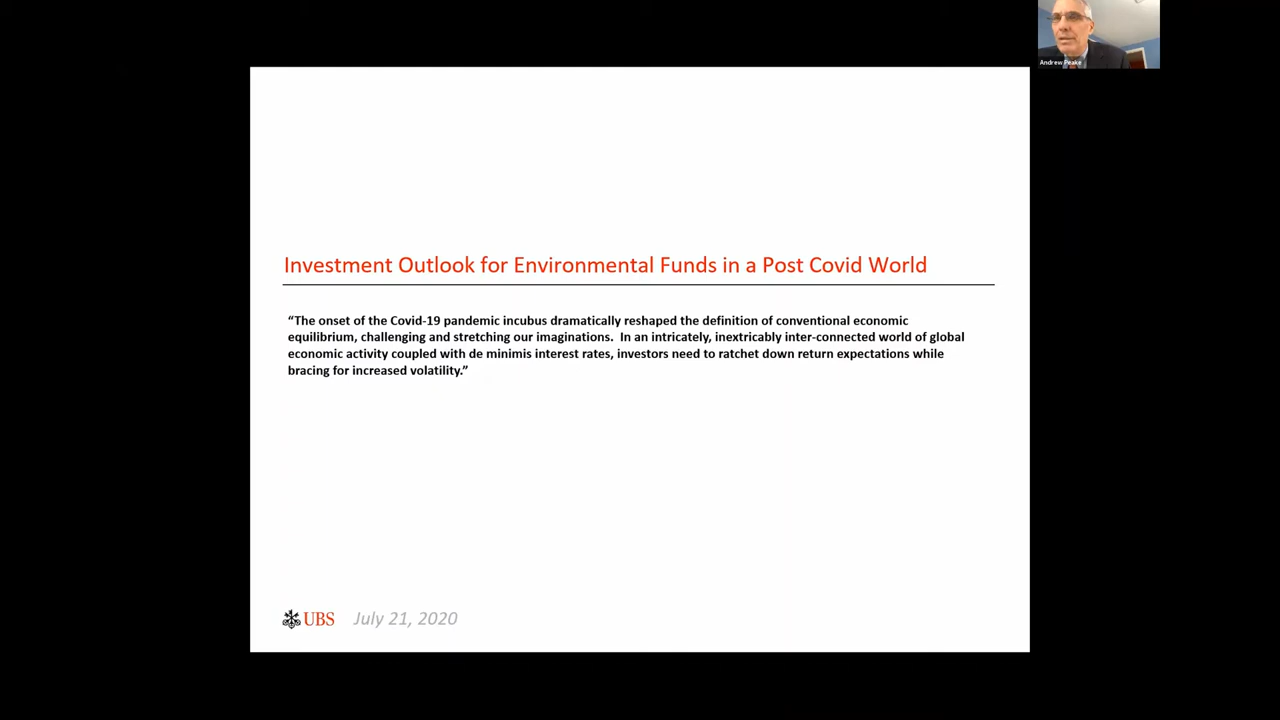 Andrew Peake
Investment Outlook for Environmental Funds in a Post Covid World
“The onset of the Covid-19 pandemic incubus dramatically reshaped the definition of conventional economic
equilibrium, challenging and stretching our imaginations.  In an intricately, inextricably inter-connected world of global
economic activity coupled with de minimis interest rates, investors need to ratchet down return expectations while
bracing for increased volatility.”
UBS July 21, 2020